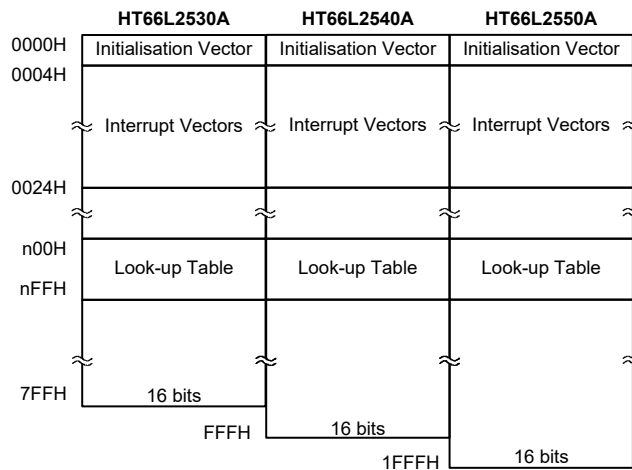 HT66L2530A HT66L2540A HT66L2550A
0000H Initialisation Vector Initialisation Vector Initialisation Vector
0004H
Interrupt Vectors Interrupt Vectors Interrupt Vectors
0024H
n00H
Look-up Table Look-up Table Look-up Table
nFFH
7FFH 16 bits
FFFH 16 bits
1FFFH 16 bits